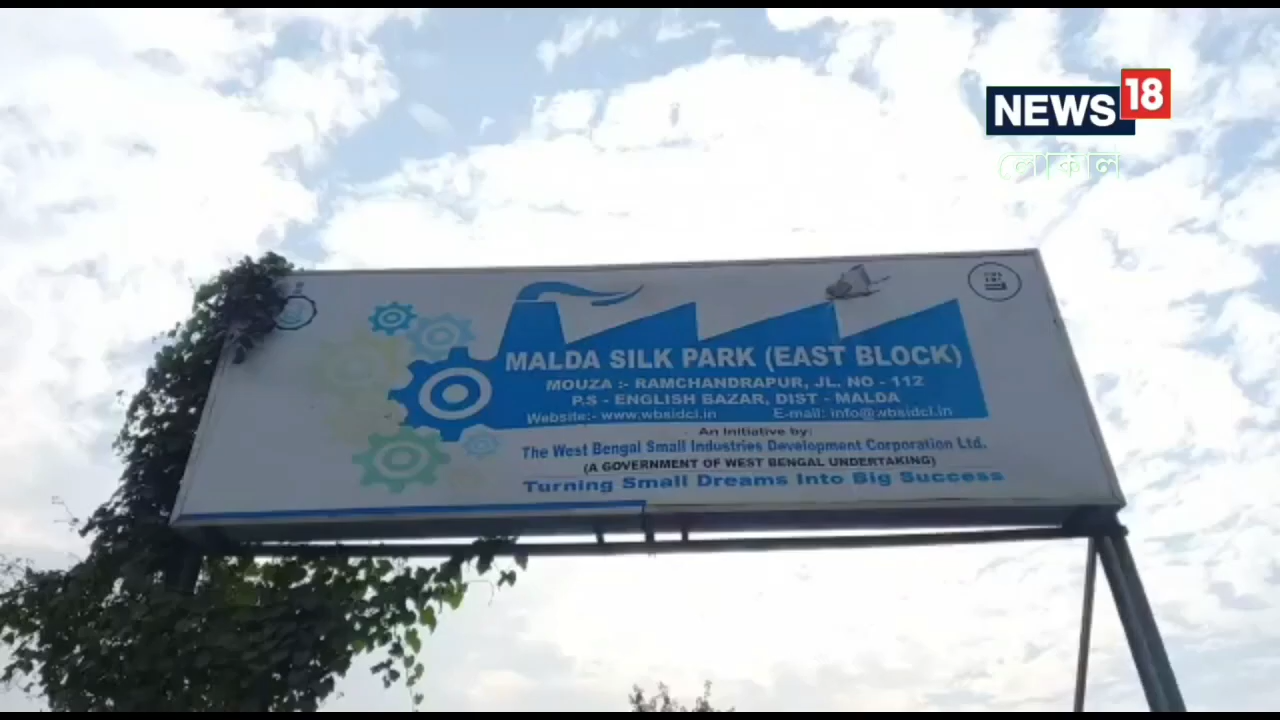 NEWS 18
লোকাল
MALDA SILK PARK (EAST BLOCK)
MOUZA :- RAMCHANDRAPUR, JL. NO - 112
P.S - ENGLISH BAZAR, DIST - MALDA
Website:- www.wbsidcl.in E-mail: info@wbsidcl.in
An Initiative by:
The West Bengal Small Industries Development Corporation Ltd.
(A GOVERNMENT OF WEST BENGAL UNDERTAKING)
Turning Small Dreams Into Big Success